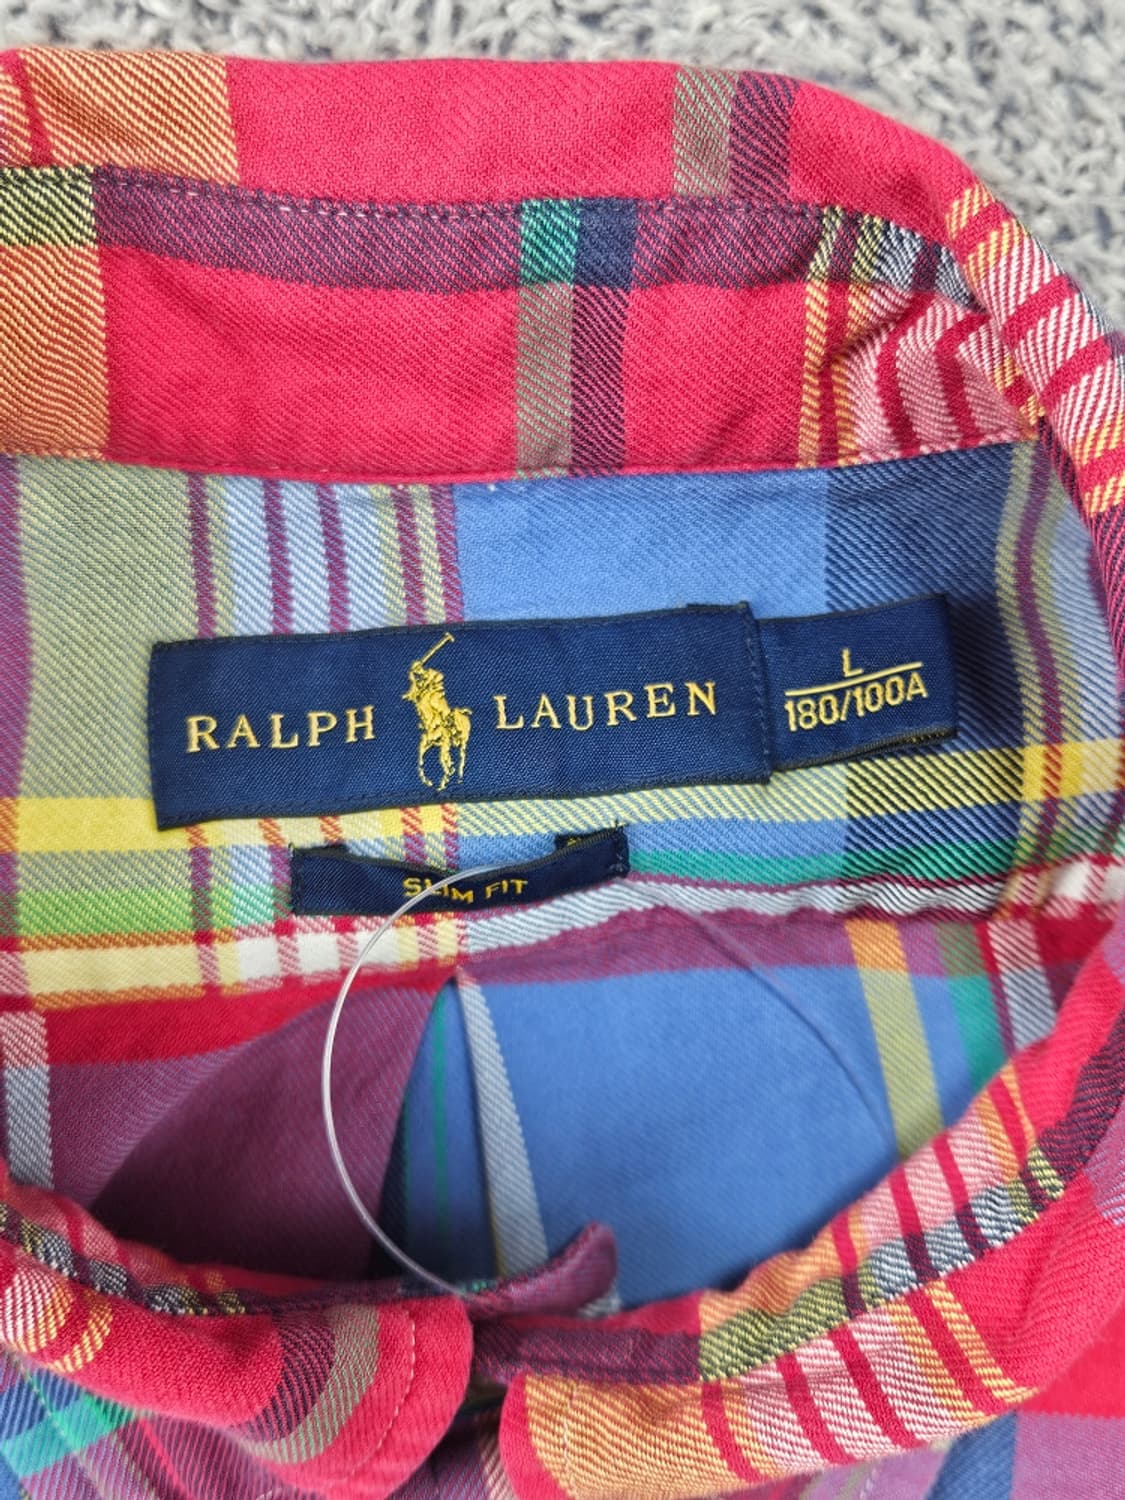 RALPH LAUREN
L
180/100A
SLIM FIT